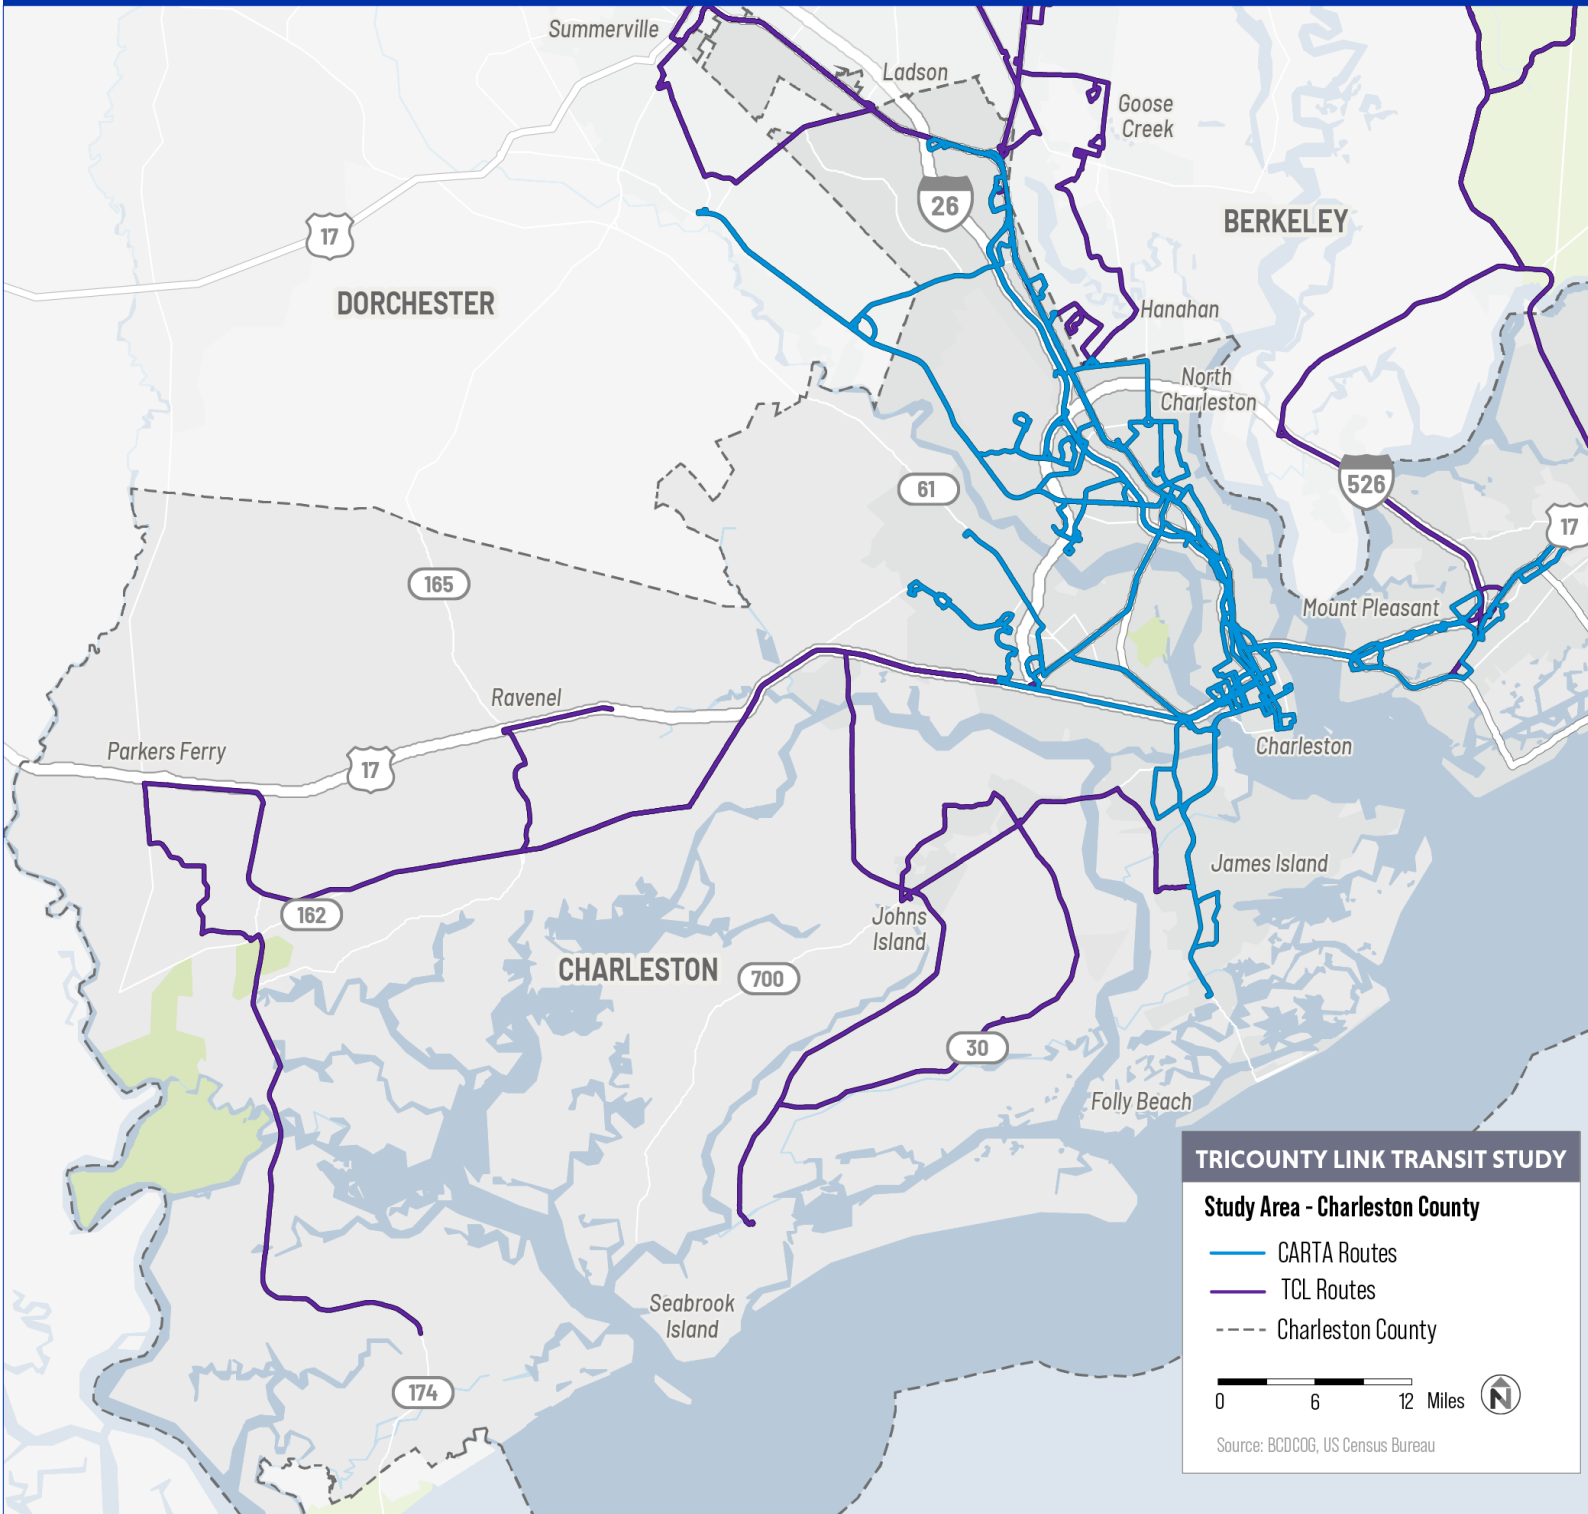 Summerville
Ladson
Goose
Creek
26
BERKELEY
17
DORCHESTER
Hanahan
North
Charleston
61
526
17
165
Mount Pleasant
Ravenel
Parkers Ferry
17
Charleston
James Island
162
Johns
Island
CHARLESTON
700
30
Folly Beach
Seabrook
Island
174
TRICOUNTY LINK TRANSIT STUDY
Study Area - Charleston County
CARTA Routes
TCL Routes
Charleston County
0 6 12 Miles N
Source: BCDCOG, US Census Bureau